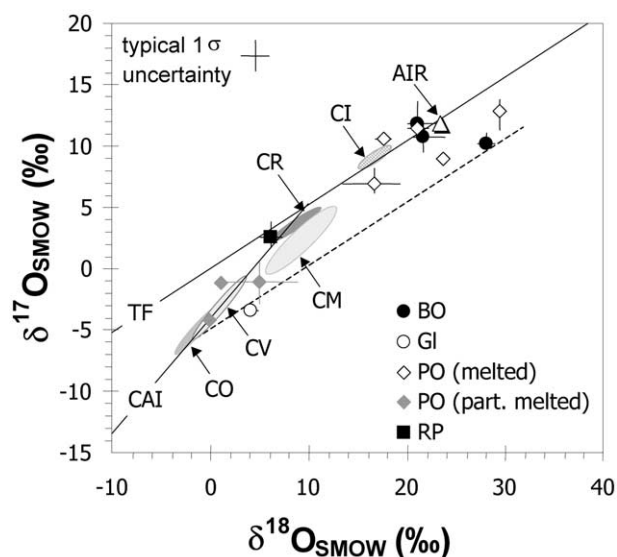 20
15
10
5
0
-5
-10
-15
-10
0
10
20
30
40
δ17OSMOW (‰)
δ18OSMOW (‰)
typical 1σ
uncertainty
AIR
CI
CR
CM
TF
CV
CO
CAI
BO
GI
PO (melted)
PO (part. melted)
RP